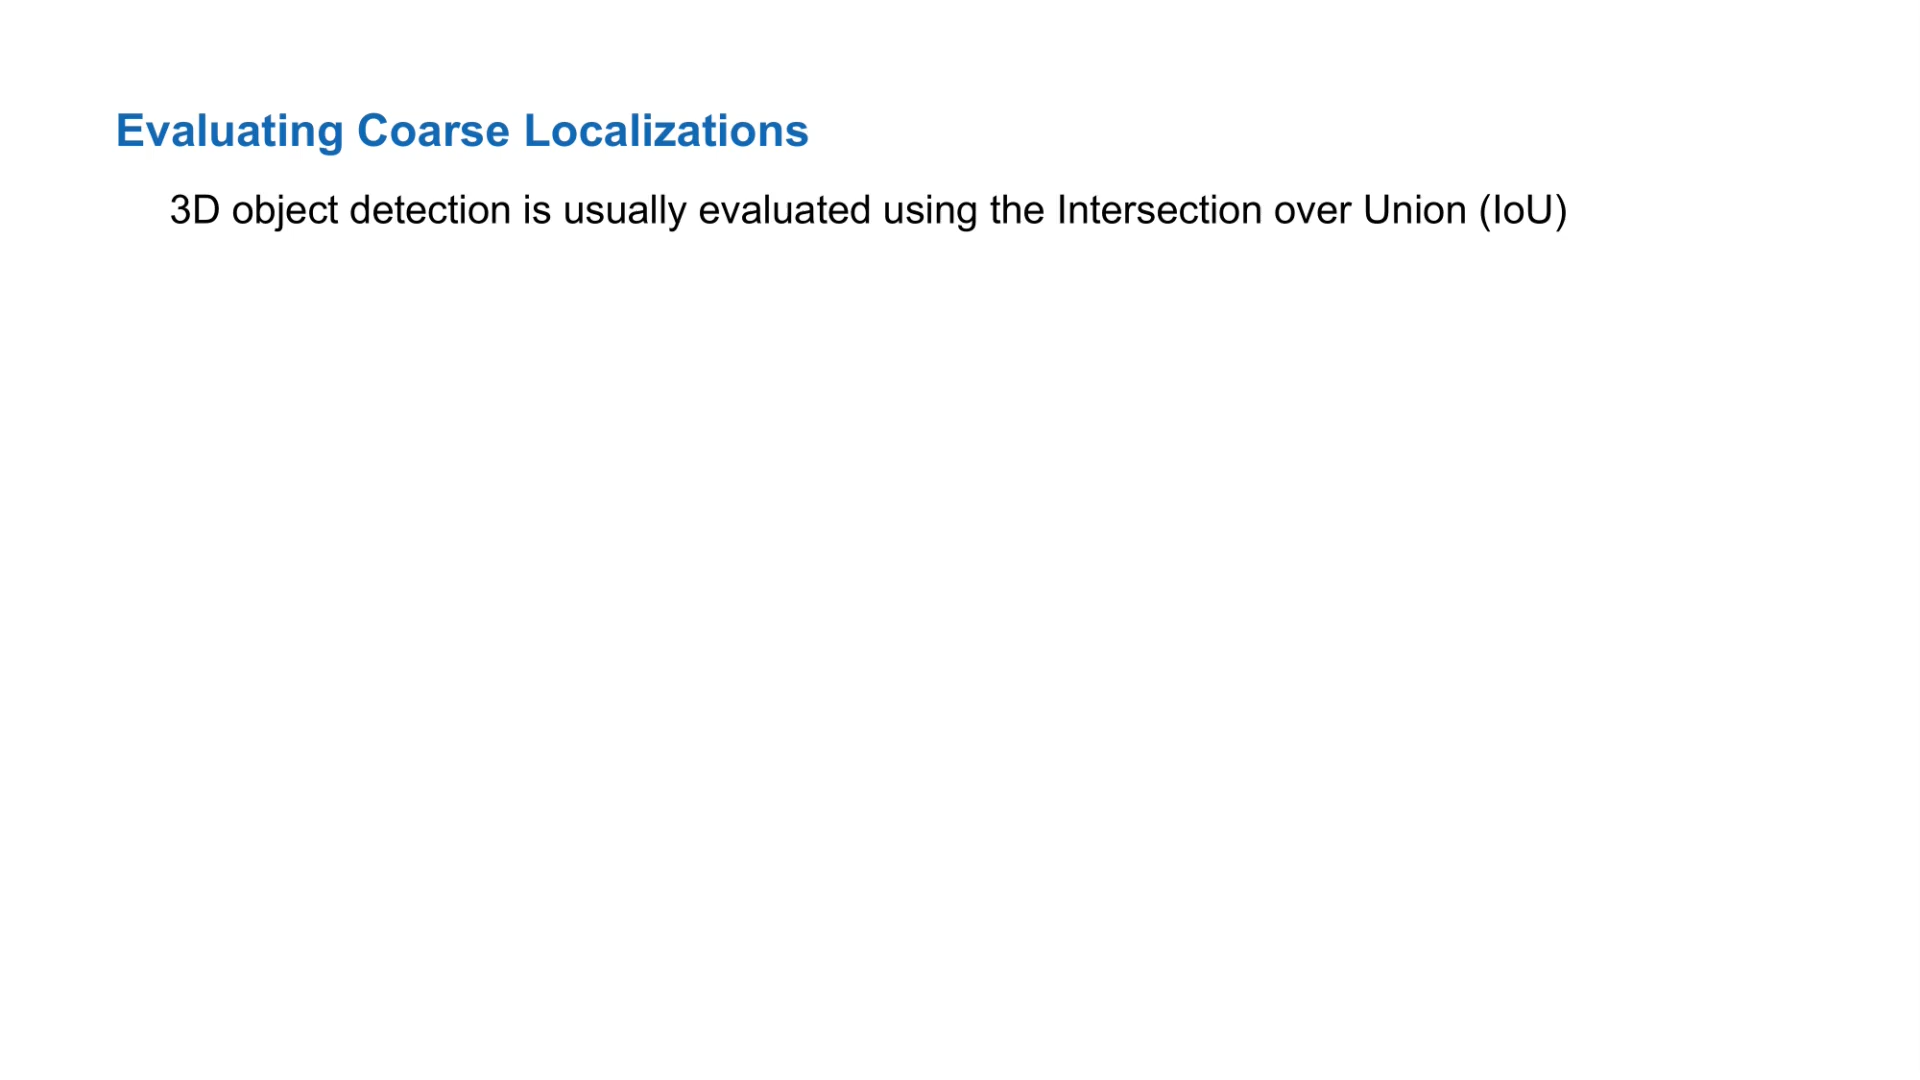 Evaluating Coarse Localizations
3D object detection is usually evaluated using the Intersection over Union (IoU)